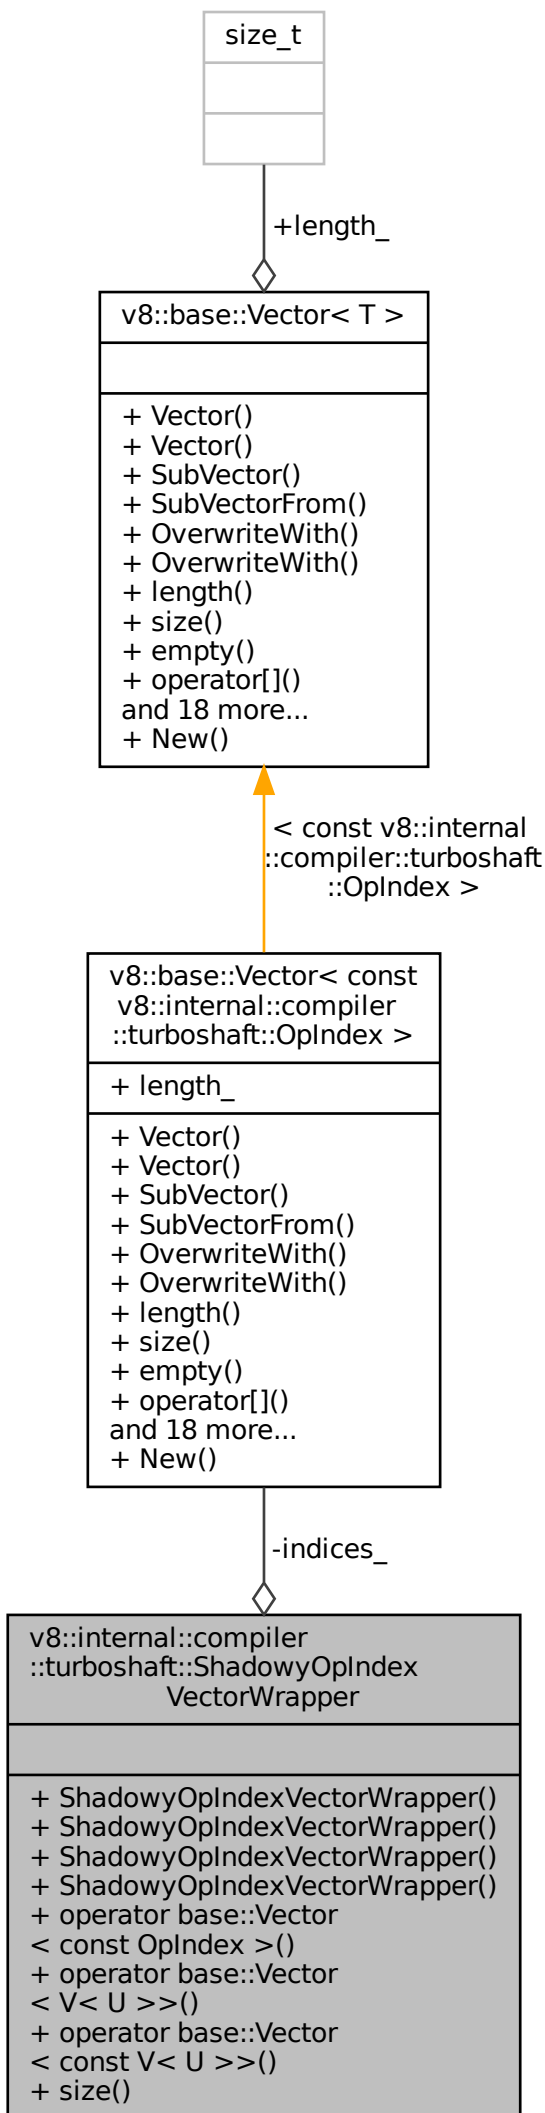 size_t
+length_
v8::base::Vector< T >
+ Vector()
+ Vector()
+ SubVector()
+ SubVectorFrom()
+ OverwriteWith()
+ OverwriteWith()
+ length()
+ size()
+ empty()
+ operator[]()
and 18 more...
+ New()
< const v8::internal
::compiler::turboshaft
::OpIndex >
v8::base::Vector< const
v8::internal::compiler
::turboshaft::OpIndex >
+ length_
+ Vector()
+ Vector()
+ SubVector()
+ SubVectorFrom()
+ OverwriteWith()
+ OverwriteWith()
+ length()
+ size()
+ empty()
+ operator[]()
and 18 more...
+ New()
-indices_
v8::internal::compiler
::turboshaft::ShadowyOpIndex
VectorWrapper
+ ShadowyOpIndexVectorWrapper()
+ ShadowyOpIndexVectorWrapper()
+ ShadowyOpIndexVectorWrapper()
+ ShadowyOpIndexVectorWrapper()
+ operator base::Vector
< const OpIndex >()
+ operator base::Vector
< V< U >>()
+ operator base::Vector
< const V< U >>()
+ size()